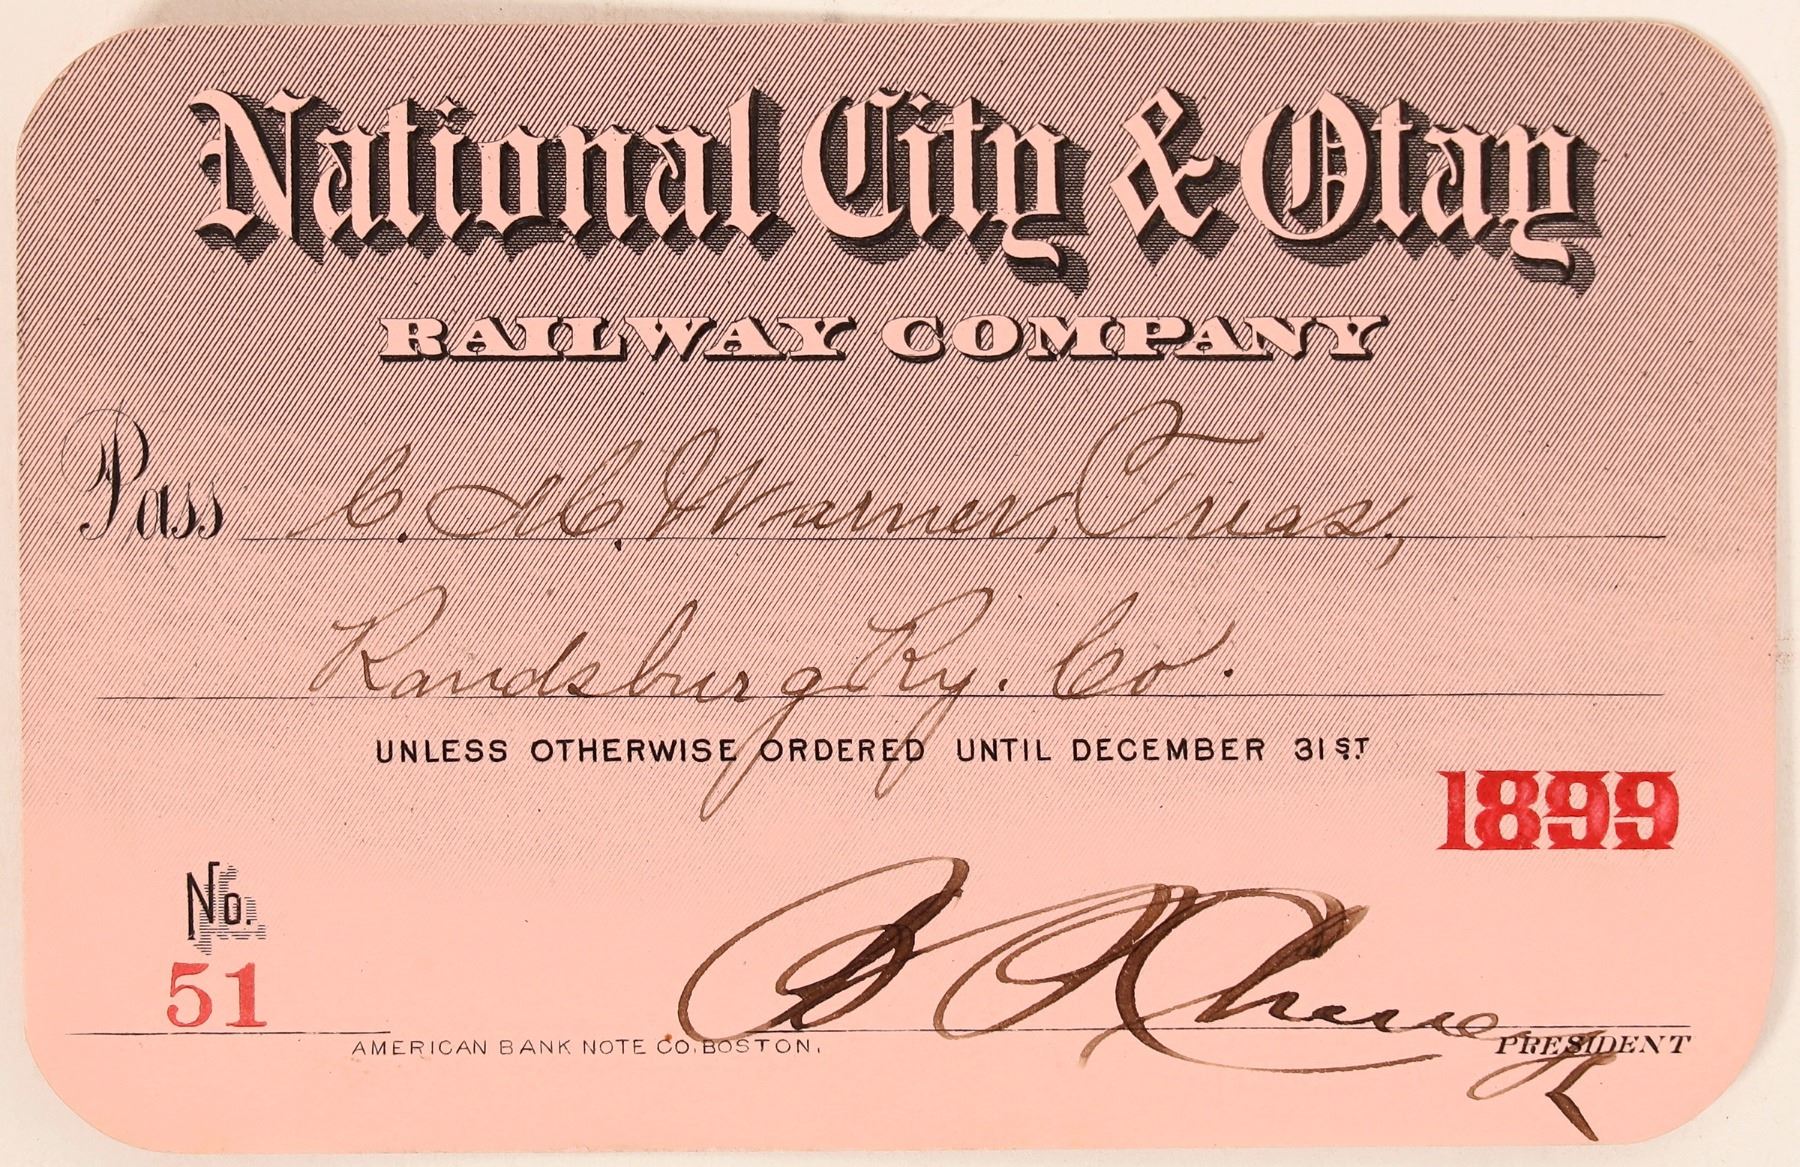 National City & Otay
RAILWAY COMPANY
Pass C. H. Warner, Treas,
Randsburg Ry. Co.
UNLESS OTHERWISE ORDERED UNTIL DECEMBER 31ST.
1899
No.
51
AMERICAN BANK NOTE CO. BOSTON.
PRESIDENT